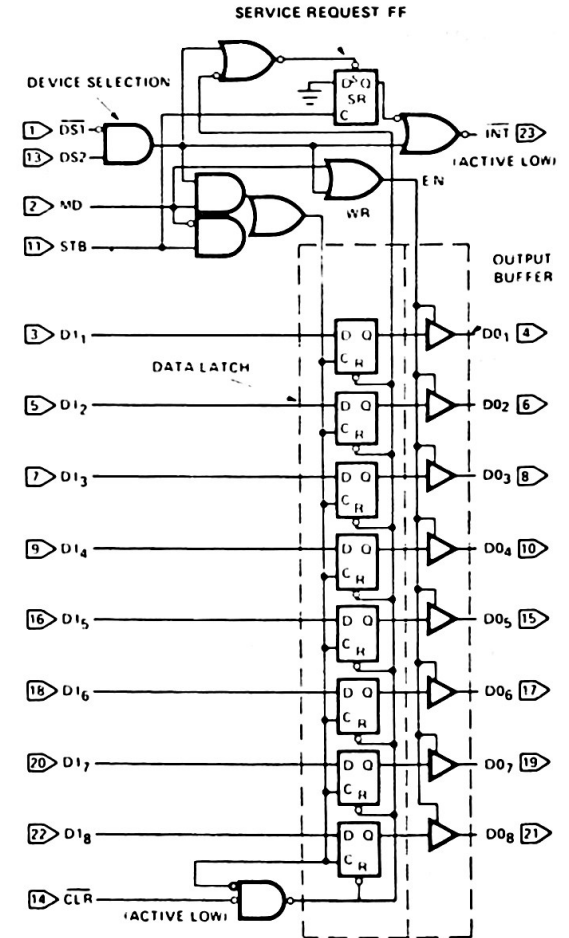 SERVICE REQUEST FF
DEVICE SELECTION
D S Q
SR
C
1 DS1
13 DS2
INT 23
(ACTIVE LOW)
2 MD
EN
WR
11 STB
OUTPUT
BUFFER
3 DI1
D Q
C R
DO1 4
DATA LATCH
5 DI2
D Q
C R
DO2 6
7 DI3
D Q
C R
DO3 8
9 DI4
D Q
C R
DO4 10
16 DI5
D Q
C R
DO5 15
18 DI6
D Q
C R
DO6 17
20 DI7
D Q
C R
DO7 19
22 DI8
D Q
C R
DO8 21
14 CLR
(ACTIVE LOW)